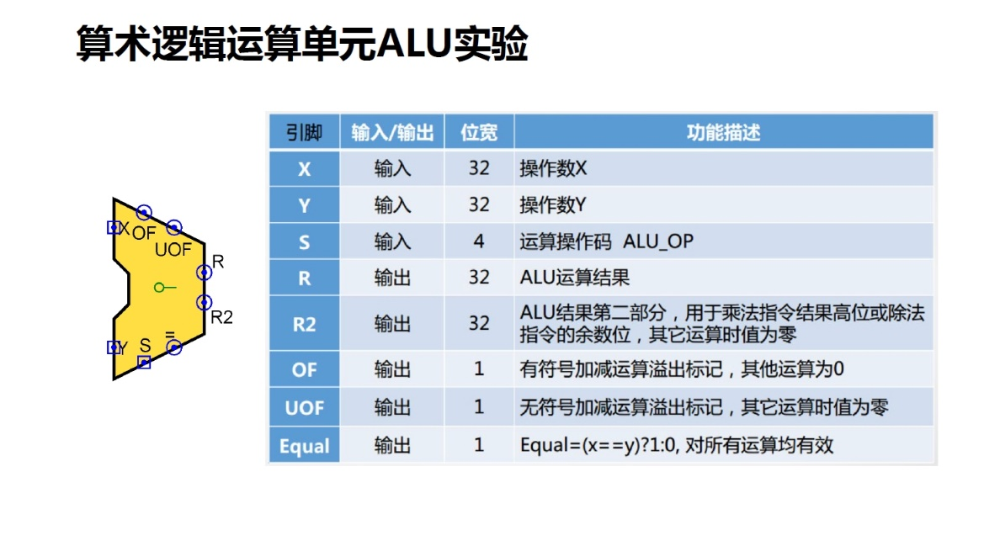 算术逻辑运算单元ALU实验
引脚 输入/输出 位宽 功能描述
X 输入 32 操作数X
Y 输入 32 操作数Y
S 输入 4 运算操作码 ALU_OP
R 输出 32 ALU运算结果
R2 输出 32 ALU结果第二部分，用于乘法指令结果高位或除法
指令的余数位，其它运算时值为零
OF 输出 1 有符号加减运算溢出标记，其他运算为0
UOF 输出 1 无符号加减运算溢出标记，其它运算时值为零
Equal 输出 1 Equal=(x==y)?1:0, 对所有运算均有效
X
OF
UOF
R
R2
=
S
Y